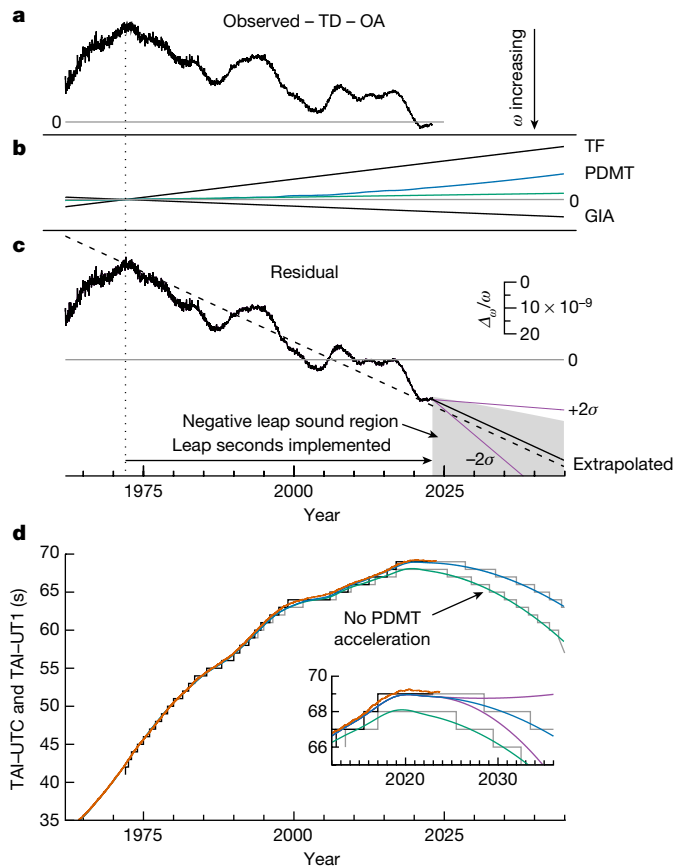 a
Observed – TD – OA
ω increasing
0
b
TF
PDMT
0
GIA
c
Residual
Δω/ω
0
10 × 10⁻⁹
20
0
+2σ
Negative leap sound region
Leap seconds implemented
–2σ
Extrapolated
1975 2000 2025
Year
d
TAI–UTC and TAI–UT1 (s)
70
65
60
55
50
45
40
35
No PDMT
acceleration
70
69
68
66
2020 2030
1975 2000 2025
Year